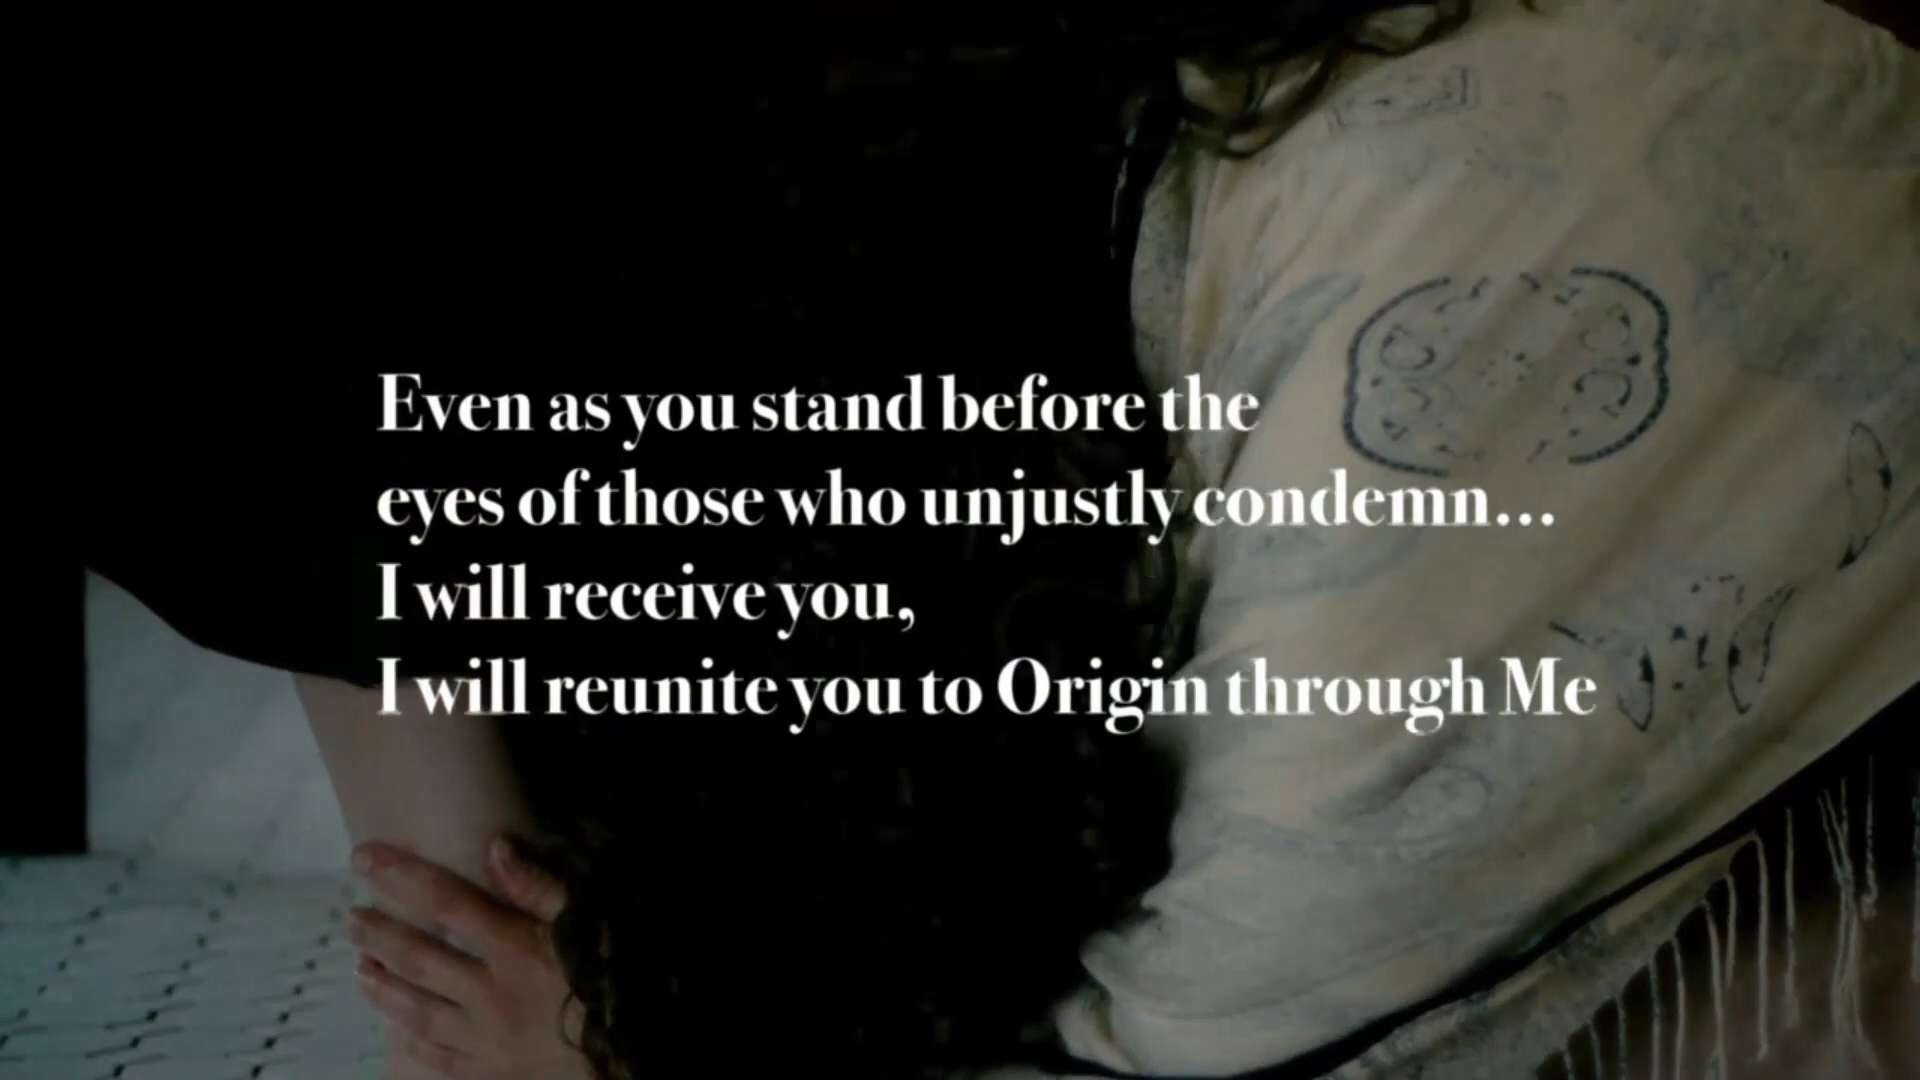 Even as you stand before the
eyes of those who unjustly condemn...
I will receive you,
I will reunite you to Origin through Me